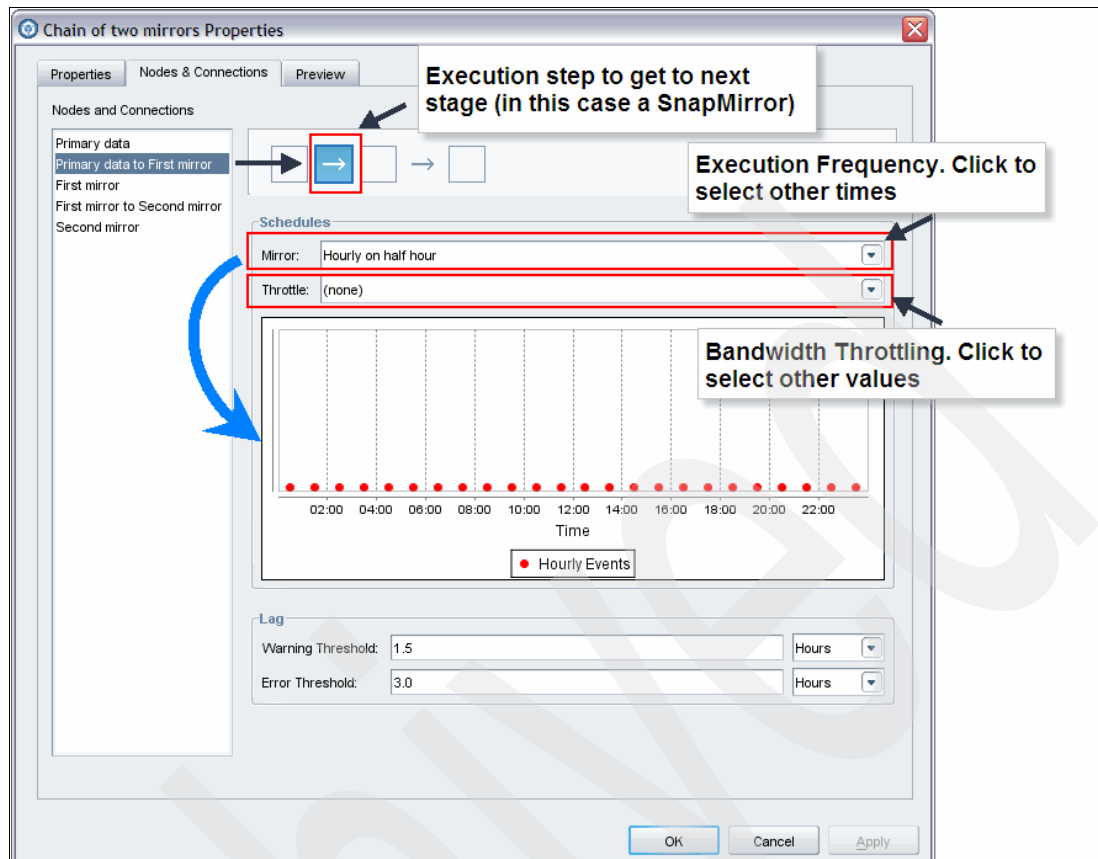 Chain of two mirrors Properties
Properties
Nodes & Connections
Preview
Execution step to get to next
stage (in this case a SnapMirror)
Nodes and Connections
Primary data
Primary data to First mirror
First mirror
First mirror to Second mirror
Second mirror
Execution Frequency. Click to
select other times
Schedules
Mirror: Hourly on half hour
Throttle: (none)
Bandwidth Throttling. Click to
select other values
02:00 04:00 06:00 08:00 10:00 12:00 14:00 16:00 18:00 20:00 22:00
Time
Hourly Events
Lag
Warning Threshold: 1.5 Hours
Error Threshold: 3.0 Hours
OK Cancel Apply